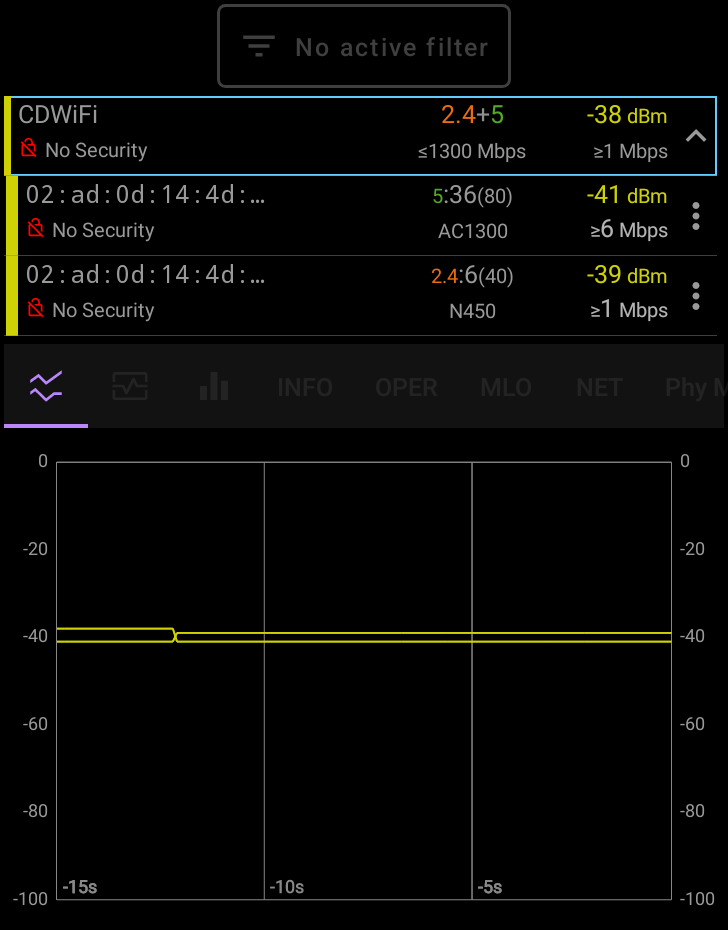 No active filter
CDWiFi 2.4+5 -38 dBm
No Security ≤1300 Mbps ≥1 Mbps
02:ad:0d:14:4d:… 5:36(80) -41 dBm
No Security AC1300 ≥6 Mbps
02:ad:0d:14:4d:… 2.4:6(40) -39 dBm
No Security N450 ≥1 Mbps
INFO OPER MLO NET Phy M
0 0
-20 -20
-40 -40
-60 -60
-80 -80
-15s -10s -5s
-100 -100